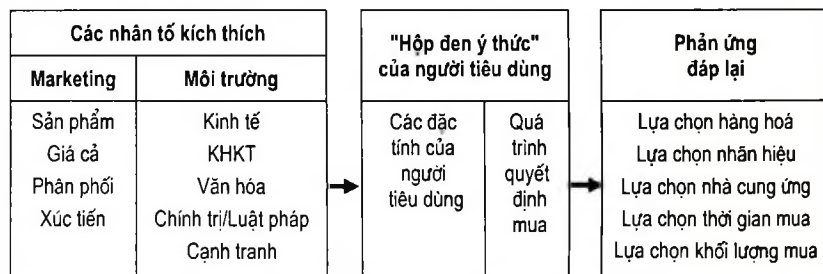 Các nhân tố kích thích
Marketing
Môi trường
Sản phẩm
Giá cả
Phân phối
Xúc tiến
Kinh tế
KHKT
Văn hóa
Chính trị/Luật pháp
Cạnh tranh
"Hộp đen ý thức"
của người tiêu dùng
Các đặc
tính của
người
tiêu dùng
Quá
trình
quyết
định
mua
Phản ứng
đáp lại
Lựa chọn hàng hoá
Lựa chọn nhãn hiệu
Lựa chọn nhà cung ứng
Lựa chọn thời gian mua
Lựa chọn khối lượng mua